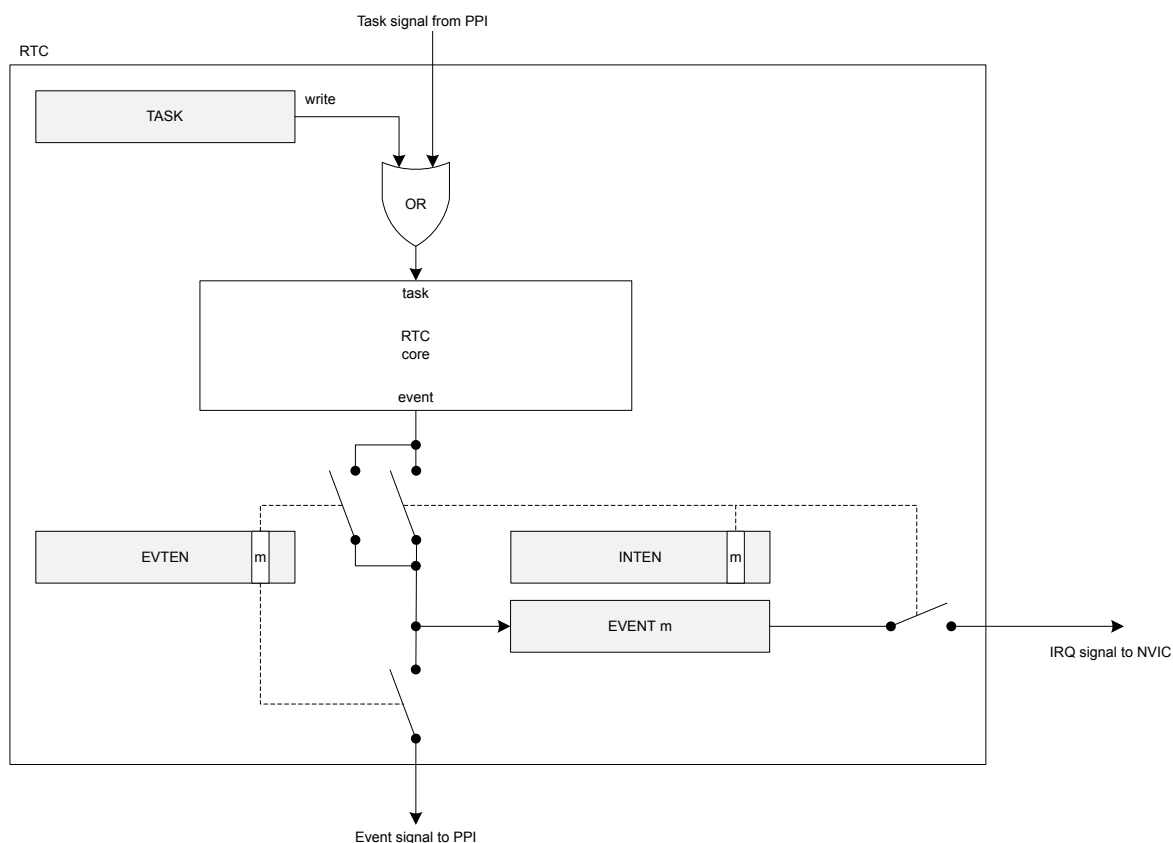 Task signal from PPI
RTC
write
TASK
OR
task
RTC
core
event
EVTEN
m
INTEN
m
EVENT m
IRQ signal to NVIC
Event signal to PPI